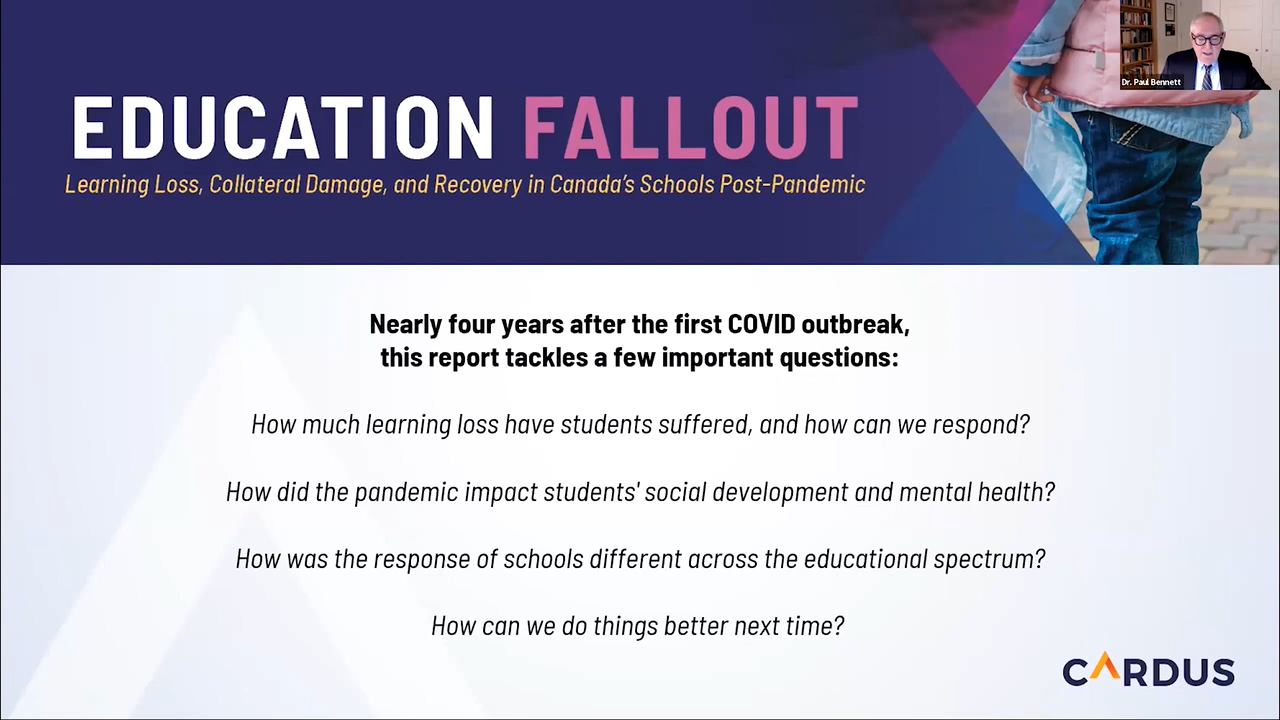 Dr. Paul Bennett
EDUCATION FALLOUT
Learning Loss, Collateral Damage, and Recovery in Canada's Schools Post-Pandemic
Nearly four years after the first COVID outbreak,
this report tackles a few important questions:
How much learning loss have students suffered, and how can we respond?
How did the pandemic impact students' social development and mental health?
How was the response of schools different across the educational spectrum?
How can we do things better next time?
CARDUS